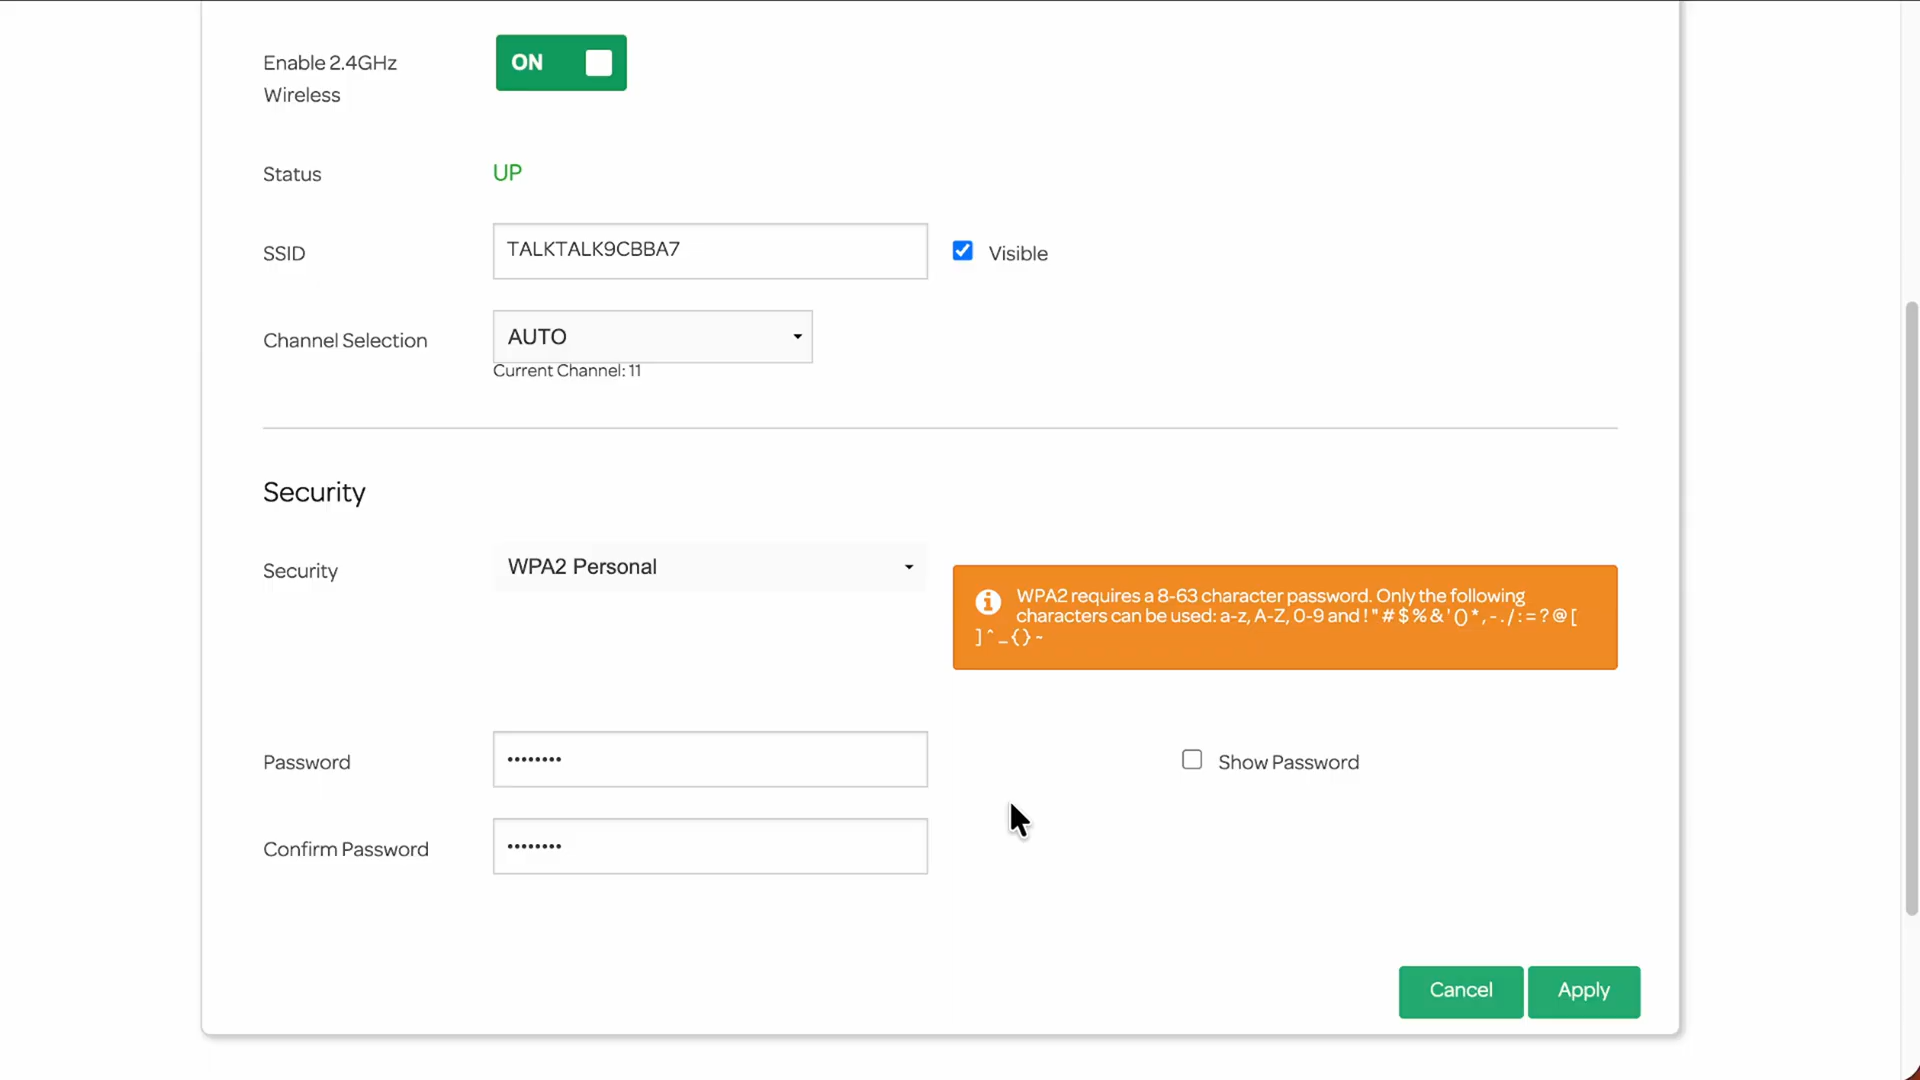 Enable 2.4GHz
Wireless
ON
Status
UP
SSID
TALKTALK9CBBA7
Visible
Channel Selection
AUTO
Current Channel: 11
Security
Security
WPA2 Personal
WPA2 requires a 8-63 character password. Only the following
characters can be used: a-z, A-Z, 0-9 and ! " # $ % & ' () * , - . / : = ? @ [
] ^ _ {} ~
Password
••••••••
Show Password
Confirm Password
••••••••
Cancel
Apply